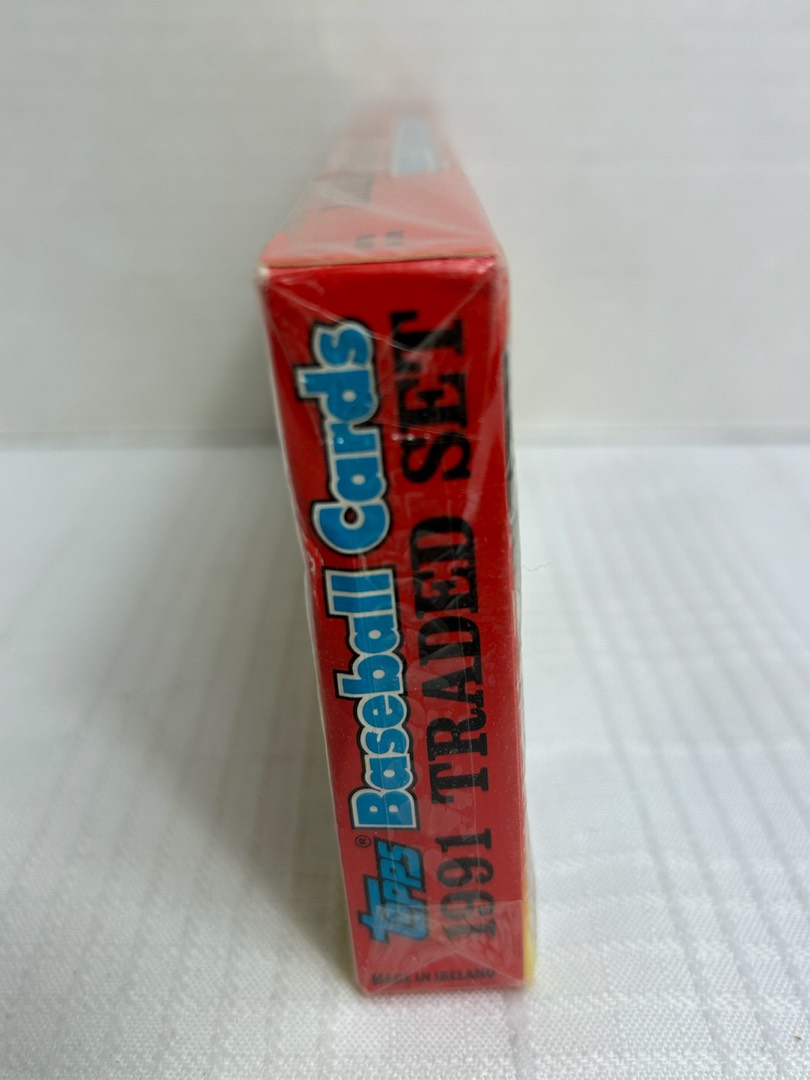 Topps® Baseball Cards
1991 TRADED SET
MADE IN IRELAND